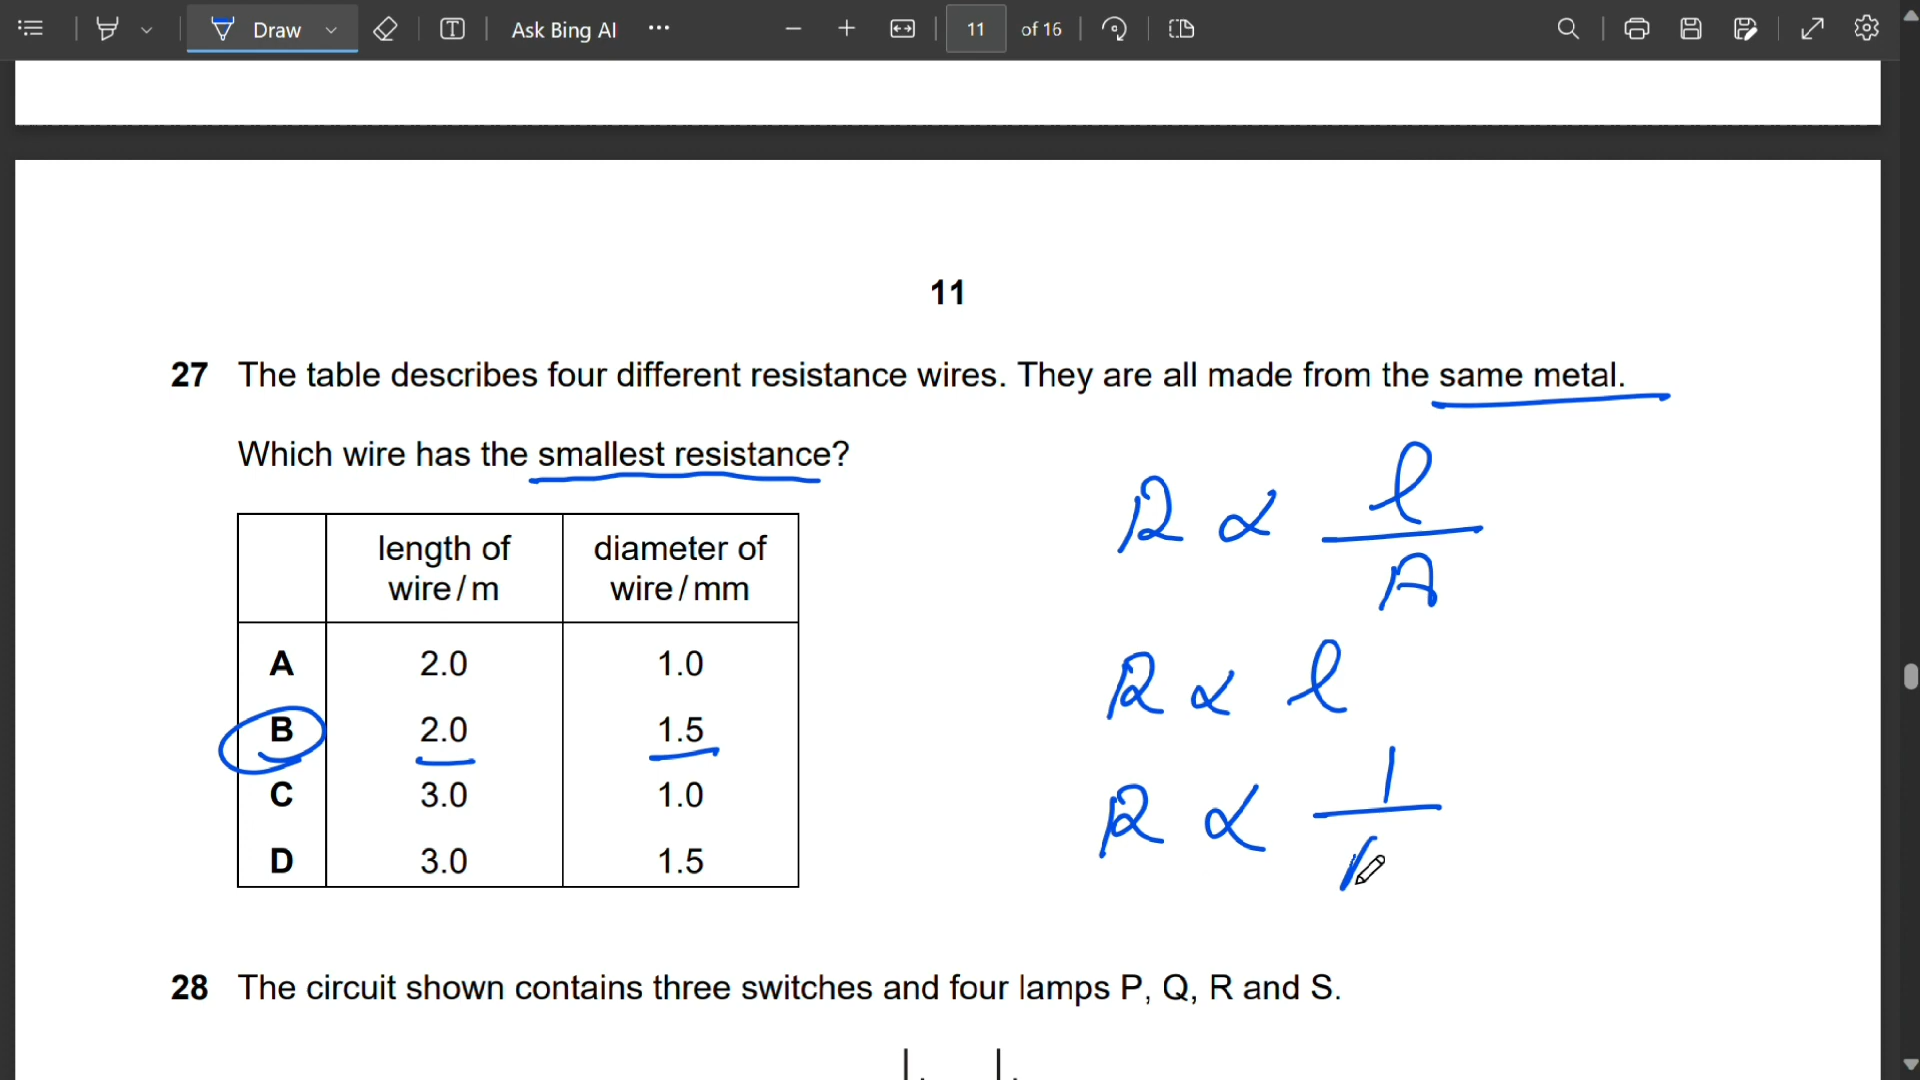 Draw Ask Bing AI 11 of 16
11
27 The table describes four different resistance wires. They are all made from the same metal.
Which wire has the smallest resistance?
length of wire / m diameter of wire / mm
A 2.0 1.0
B 2.0 1.5
C 3.0 1.0
D 3.0 1.5
R ∝ l / A
R ∝ l
R ∝ 1 /
28 The circuit shown contains three switches and four lamps P, Q, R and S.